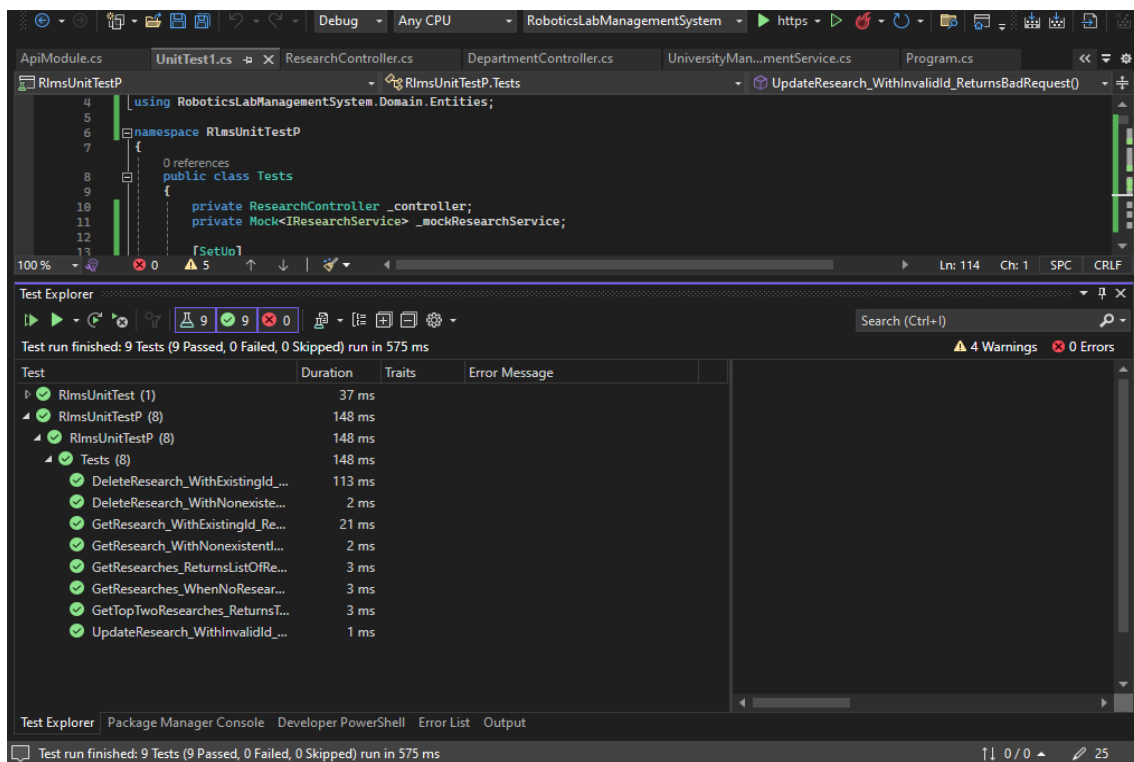 Debug Any CPU RoboticsLabManagementSystem https
ApiModule.cs UnitTest1.cs ResearchController.cs DepartmentController.cs UniversityMan...mentService.cs Program.cs
RlmsUnitTestP RlmsUnitTestP.Tests UpdateResearch_WithInvalidId_ReturnsBadRequest()
4 using RoboticsLabManagementSystem.Domain.Entities;
5
6 namespace RlmsUnitTestP
7 {
0 references
8 public class Tests
9 {
10 private ResearchController _controller;
11 private Mock<IResearchService> _mockResearchService;
12
13 [SetUp]
100 % 0 5 Ln: 114 Ch: 1 SPC CRLF
Test Explorer
9 9 0 Search (Ctrl+I)
Test run finished: 9 Tests (9 Passed, 0 Failed, 0 Skipped) run in 575 ms 4 Warnings 0 Errors
Test Duration Traits Error Message
RlmsUnitTest (1) 37 ms
RlmsUnitTestP (8) 148 ms
RlmsUnitTestP (8) 148 ms
Tests (8) 148 ms
DeleteResearch_WithExistingId_... 113 ms
DeleteResearch_WithNonexiste... 2 ms
GetResearch_WithExistingId_Re... 21 ms
GetResearch_WithNonexistentI... 2 ms
GetResearches_ReturnsListOfRe... 3 ms
GetResearches_WhenNoResear... 3 ms
GetTopTwoResearches_ReturnsT... 3 ms
UpdateResearch_WithInvalidId_... 1 ms
Test Explorer Package Manager Console Developer PowerShell Error List Output
Test run finished: 9 Tests (9 Passed, 0 Failed, 0 Skipped) run in 575 ms 0 / 0 25